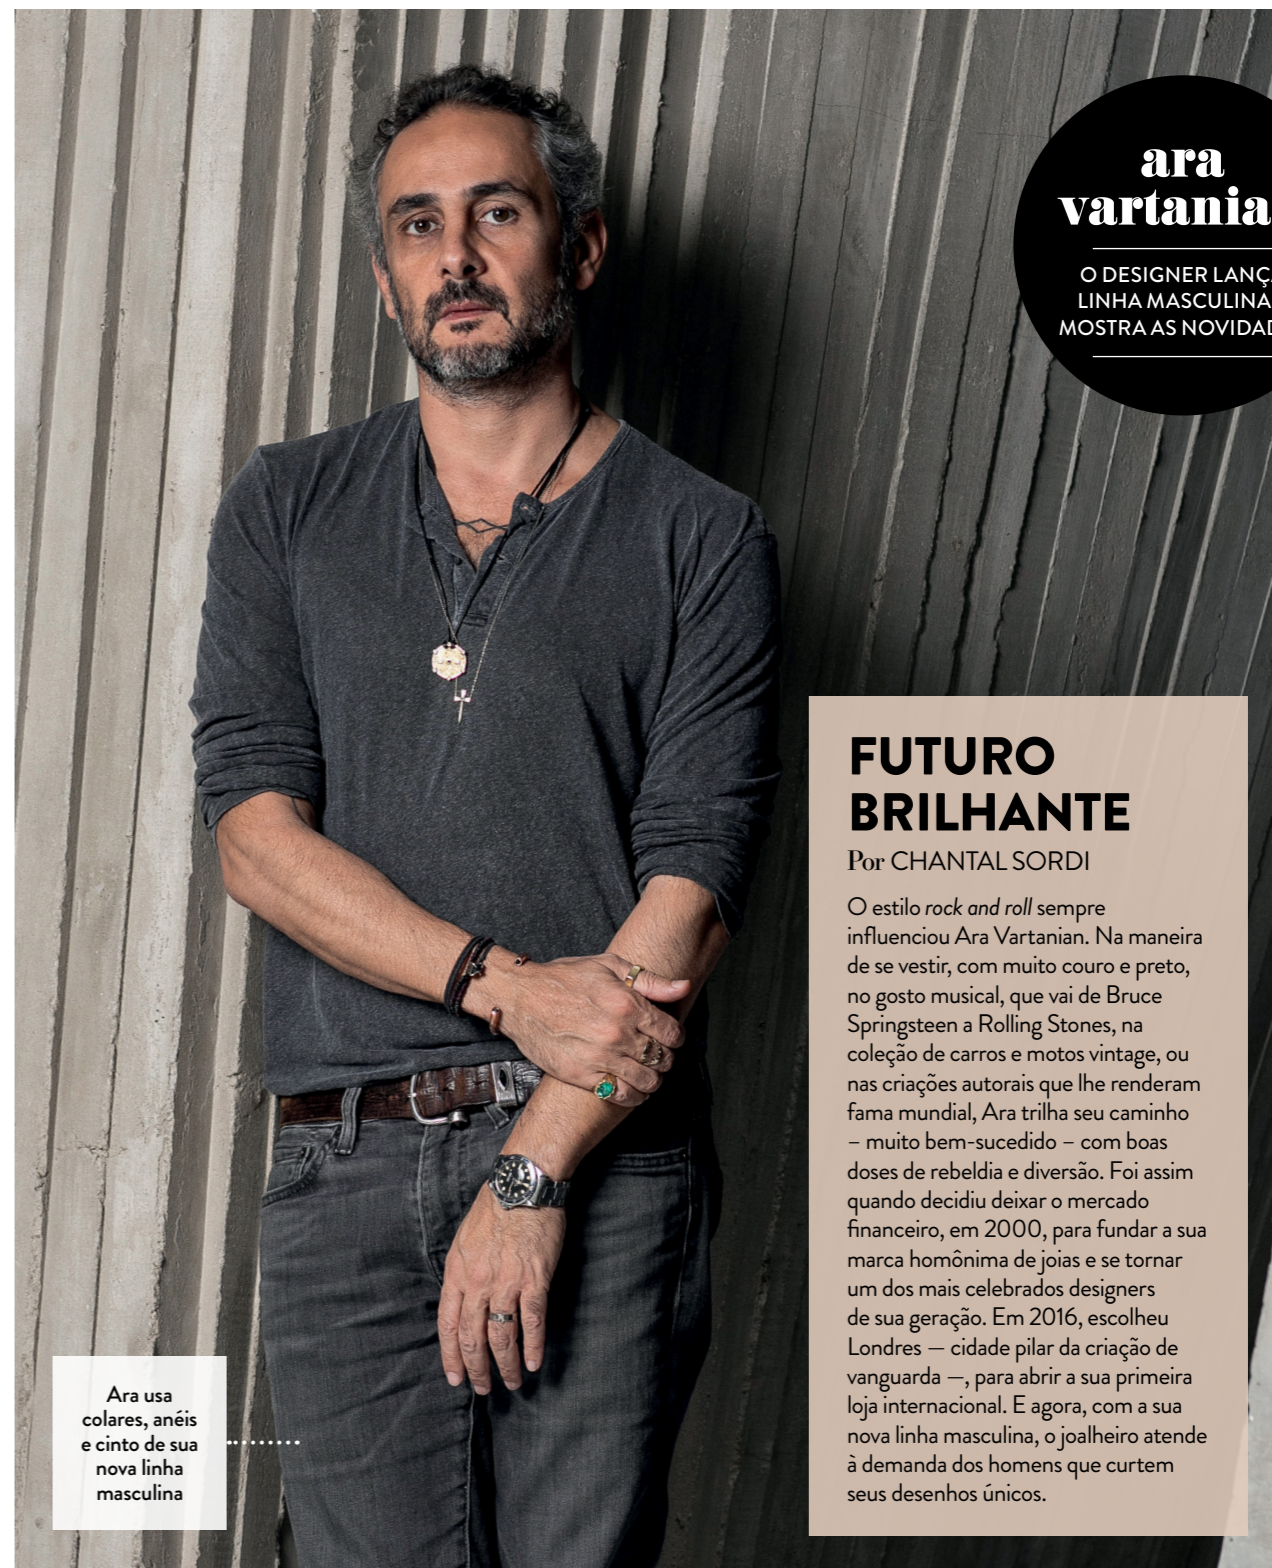 ara
vartania
O DESIGNER LANÇ
LINHA MASCULINA
MOSTRA AS NOVIDAD
FUTURO
BRILHANTE
Por CHANTAL SORDI
O estilo rock and roll sempre
influenciou Ara Vartanian. Na maneira
de se vestir, com muito couro e preto,
no gosto musical, que vai de Bruce
Springsteen a Rolling Stones, na
coleção de carros e motos vintage, ou
nas criações autorais que lhe renderam
fama mundial, Ara trilha seu caminho
– muito bem-sucedido – com boas
doses de rebeldia e diversão. Foi assim
quando decidiu deixar o mercado
financeiro, em 2000, para fundar a sua
marca homônima de joias e se tornar
um dos mais celebrados designers
de sua geração. Em 2016, escolheu
Londres — cidade pilar da criação de
vanguarda —, para abrir a sua primeira
loja internacional. E agora, com a sua
nova linha masculina, o joalheiro atende
à demanda dos homens que curtem
seus desenhos únicos.
Ara usa
colares, anéis
e cinto de sua
nova linha
masculina